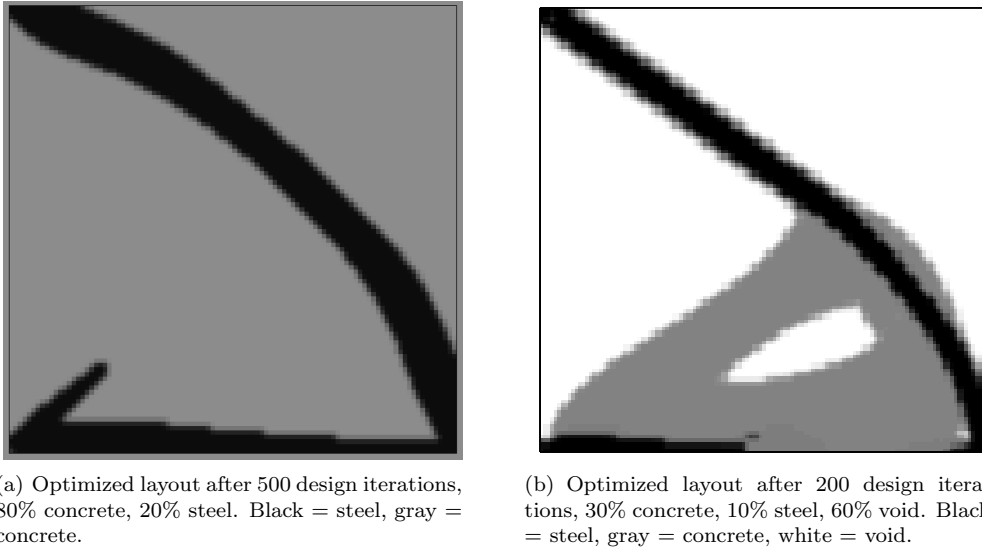 (a) Optimized layout after 500 design iterations,
80% concrete, 20% steel. Black = steel, gray =
concrete.
(b) Optimized layout after 200 design itera-
tions, 30% concrete, 10% steel, 60% void. Black
= steel, gray = concrete, white = void.